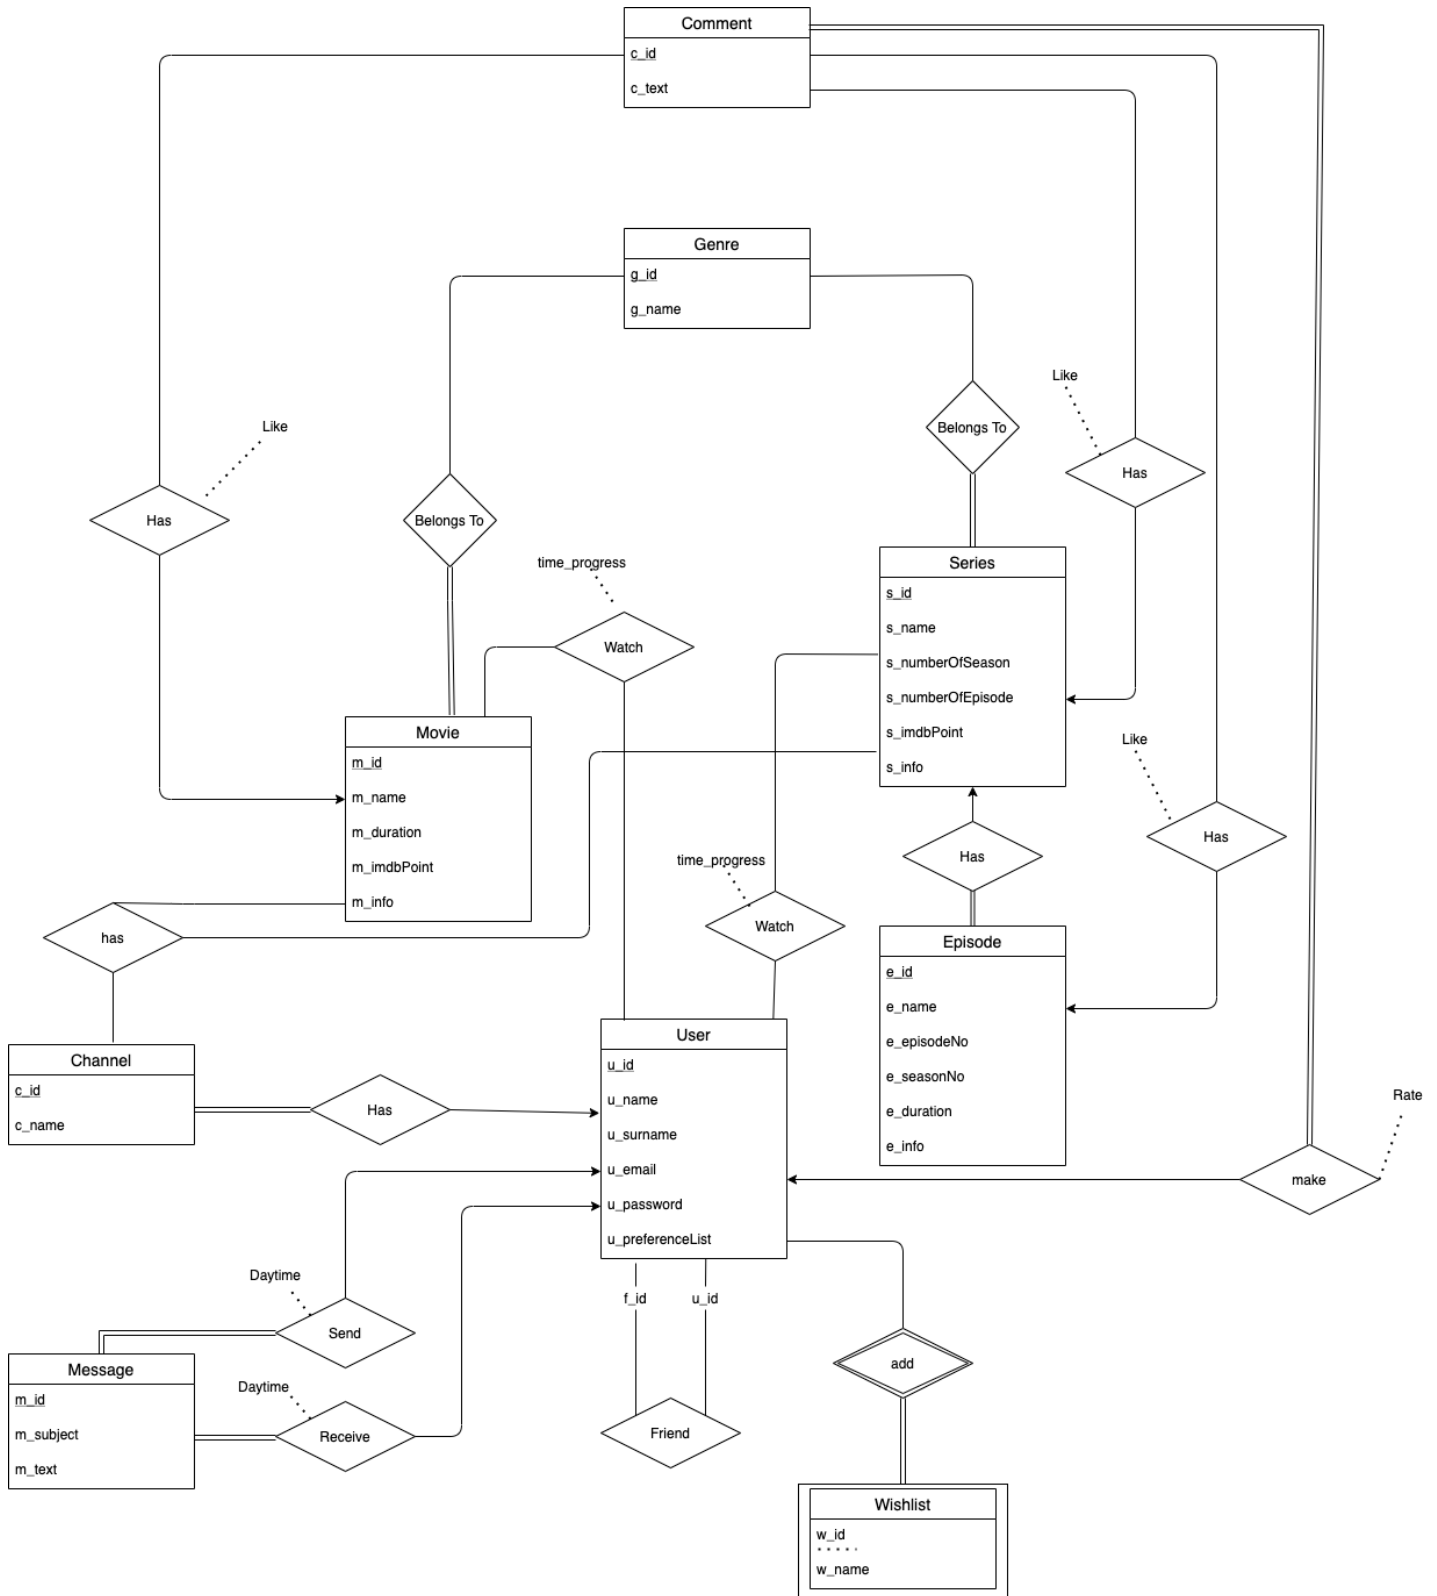 Comment
c_id
c_text
Genre
g_id
g_name
Like
Belongs To
Like
Has
Has
Belongs To
time_progress
Watch
Series
s_id
s_name
s_numberOfSeason
s_numberOfEpisode
s_imdbPoint
s_info
Movie
m_id
m_name
m_duration
m_imdbPoint
m_info
Like
Has
Has
time_progress
Watch
has
Episode
e_id
e_name
e_episodeNo
e_seasonNo
e_duration
e_info
User
u_id
u_name
u_surname
u_email
u_password
u_preferenceList
Channel
c_id
c_name
Has
Rate
make
Daytime
Send
f_id
u_id
Message
m_id
m_subject
m_text
Daytime
Receive
Friend
add
Wishlist
w_id
w_name